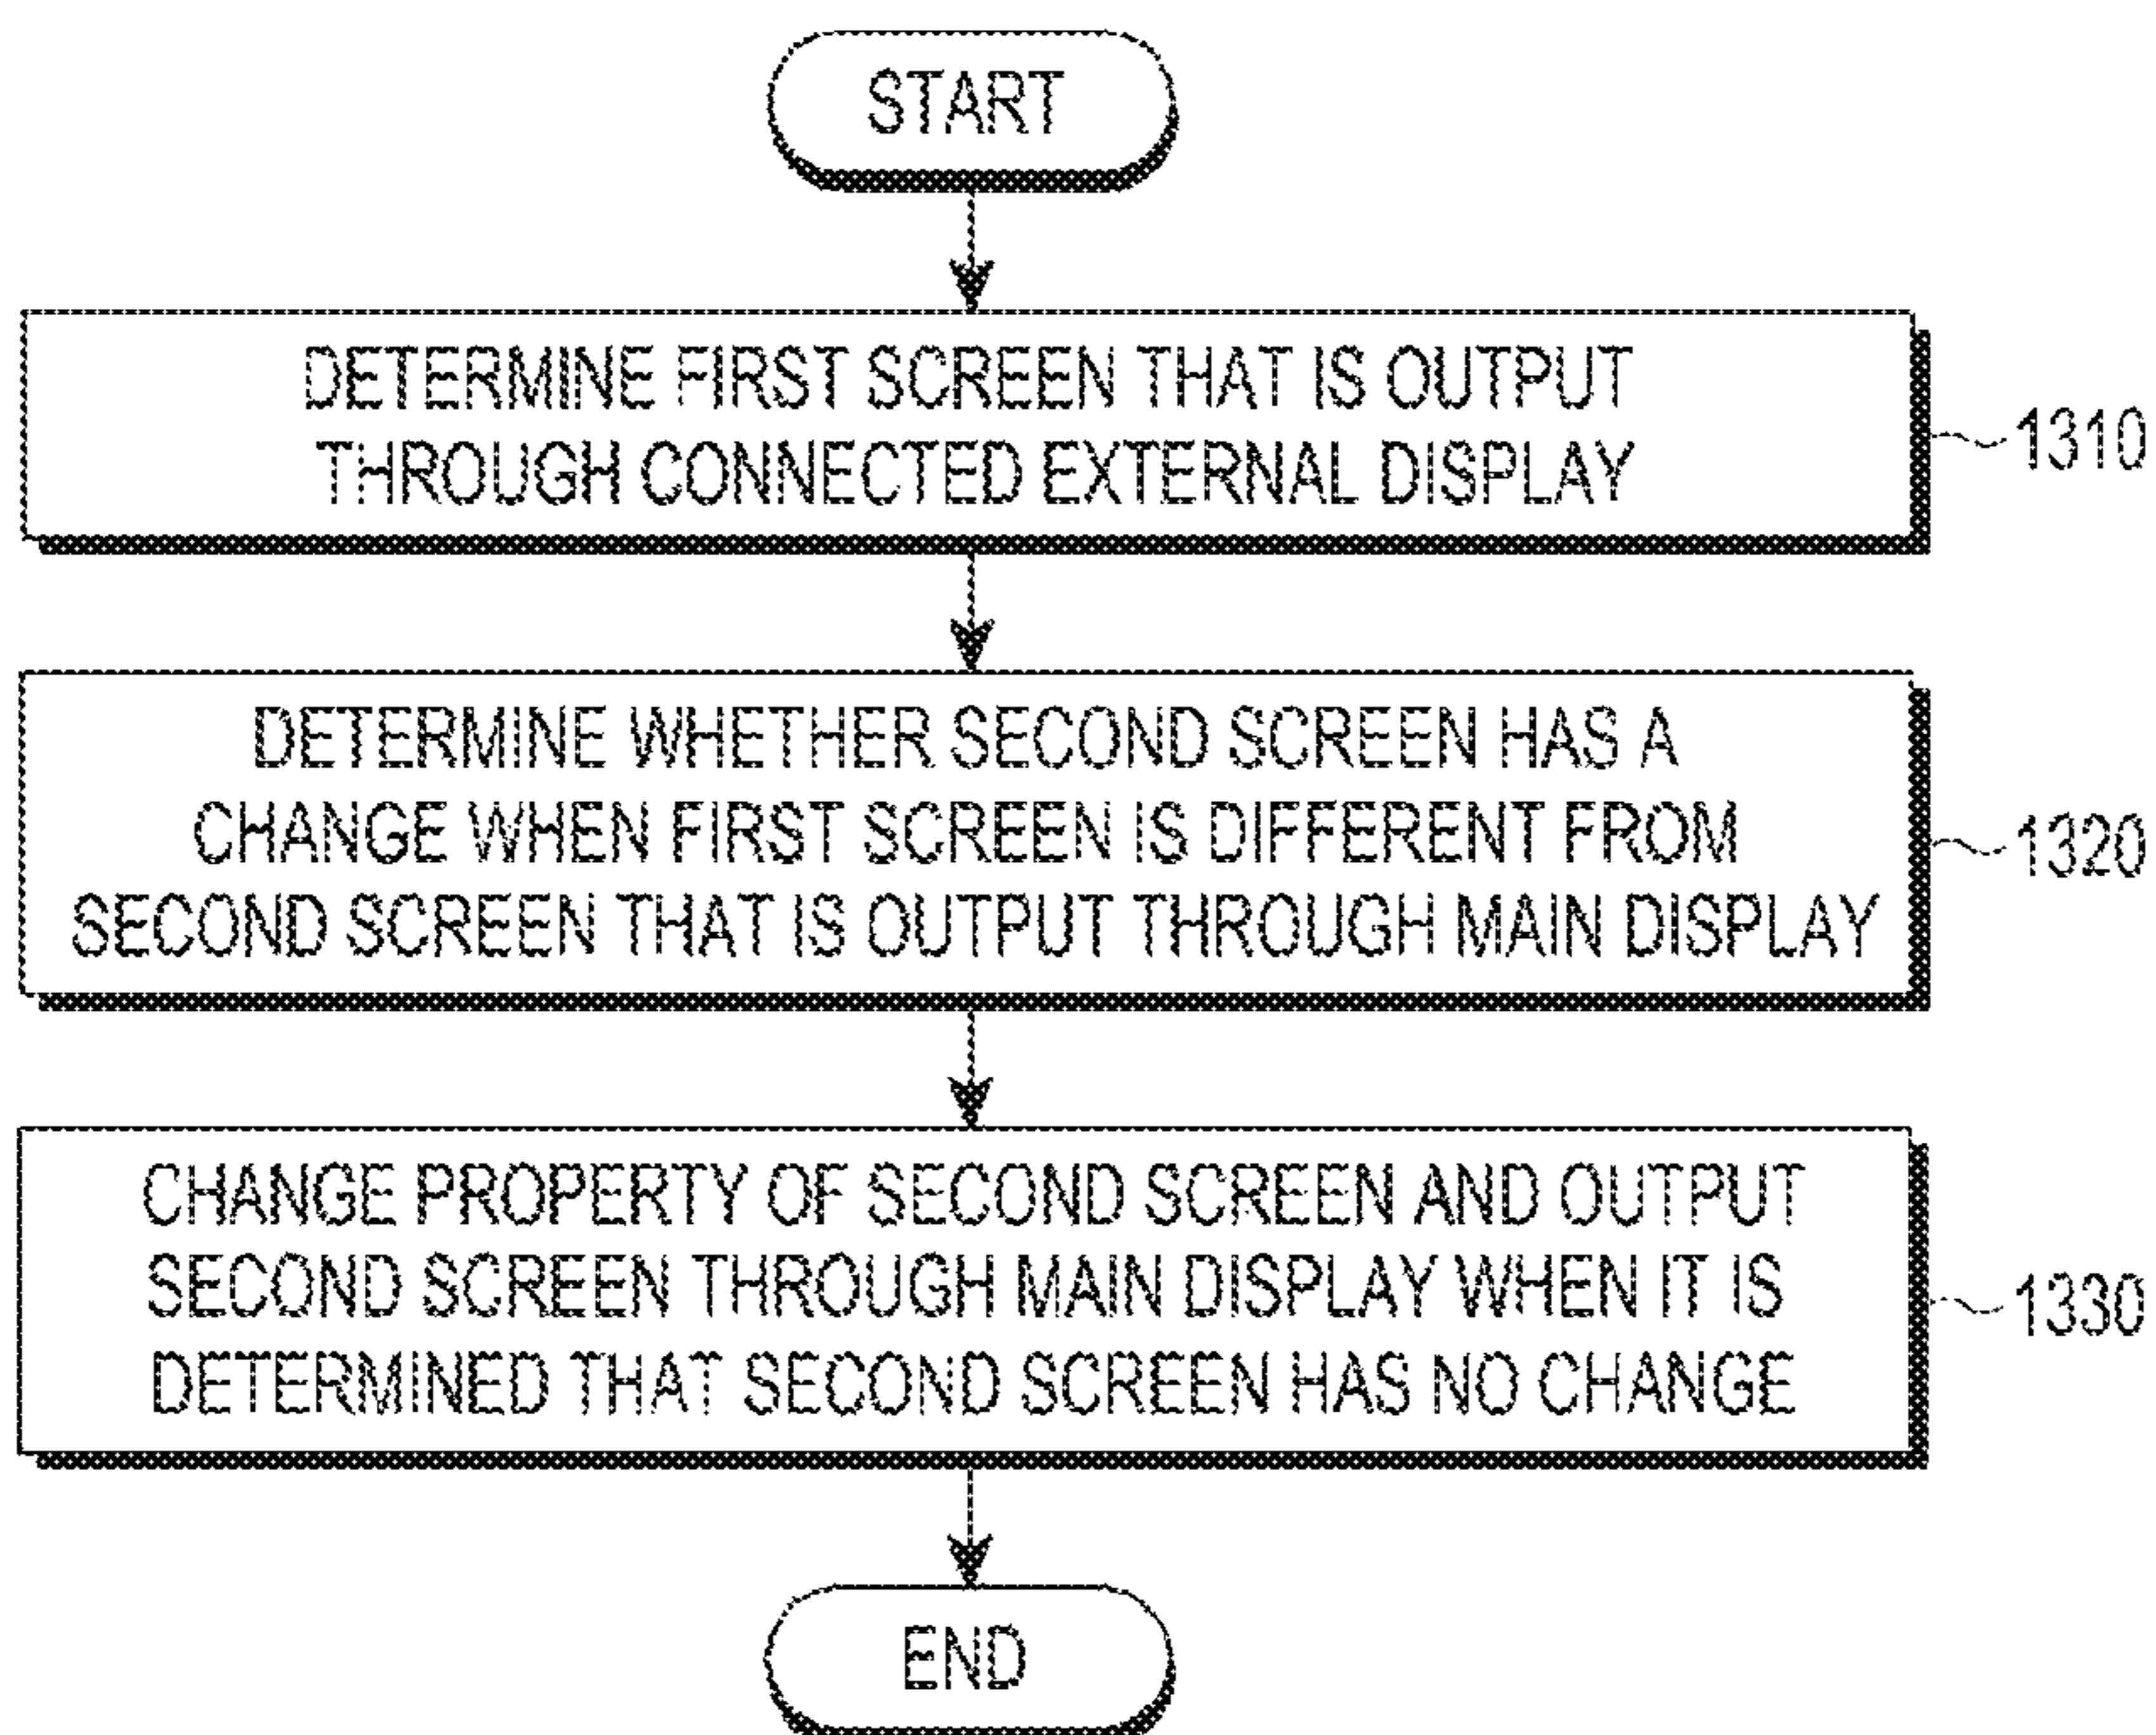 START
DETERMINE FIRST SCREEN THAT IS OUTPUT
THROUGH CONNECTED EXTERNAL DISPLAY
1310
DETERMINE WHETHER SECOND SCREEN HAS A
CHANGE WHEN FIRST SCREEN IS DIFFERENT FROM
SECOND SCREEN THAT IS OUTPUT THROUGH MAIN DISPLAY
1320
CHANGE PROPERTY OF SECOND SCREEN AND OUTPUT
SECOND SCREEN THROUGH MAIN DISPLAY WHEN IT IS
DETERMINED THAT SECOND SCREEN HAS NO CHANGE
1330
END